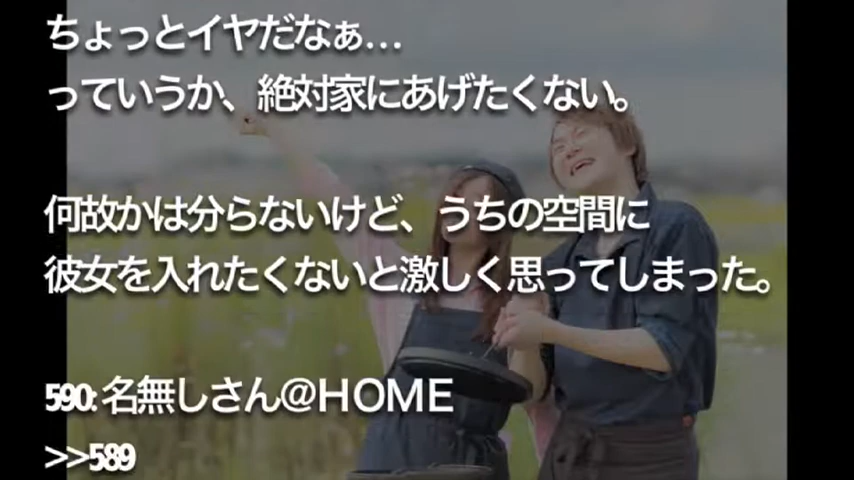 ちょっとイヤだなぁ…
っていうか、絶対家にあげたくない。
何故かは分らないけど、うちの空間に
彼女を入れたくないと激しく思ってしまった。
590:名無しさん@HOME
>>589